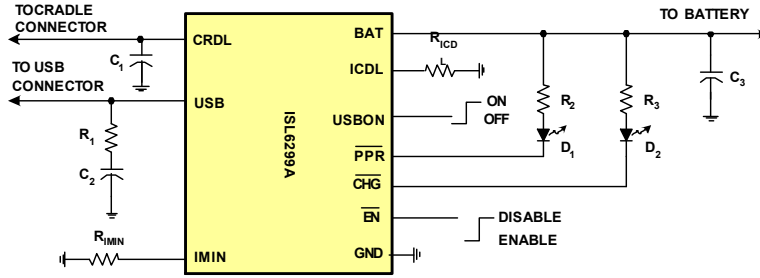 TOCRADLE
CONNECTOR
TO BATTERY
CRDL
BAT
R ICD
L
C1
ICDL
TO USB
CONNECTOR
USB
ISL6299A
R2
R3
C3
ON
OFF
USBON
R1
D1
D2
PPR
C2
CHG
EN
DISABLE
ENABLE
RIMIN
IMIN
GND